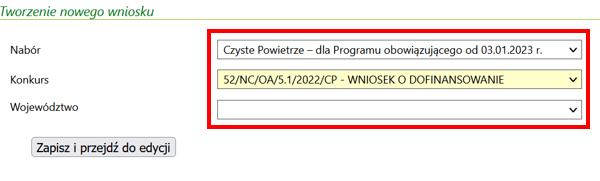 Tworzenie nowego wniosku
Nabór Czyste Powietrze – dla Programu obowiązującego od 03.01.2023 r.
Konkurs 52/NC/OA/5.1/2022/CP - WNIOSEK O DOFINANSOWANIE
Województwo
Zapisz i przejdź do edycji